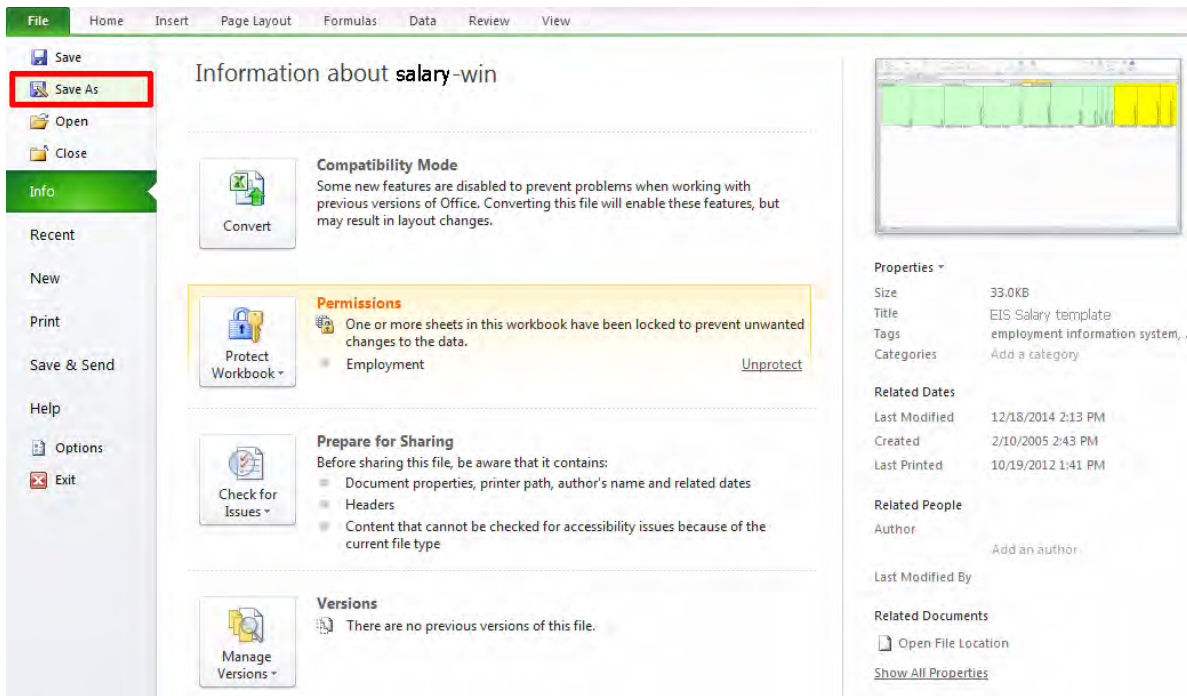 File Home Insert Page Layout Formulas Data Review View
Save
Save As
Open
Close
Info
Recent
New
Print
Save & Send
Help
Options
Exit
Information about salary-win
Convert
Compatibility Mode
Some new features are disabled to prevent problems when working with
previous versions of Office. Converting this file will enable these features, but
may result in layout changes.
Protect
Workbook
Permissions
One or more sheets in this workbook have been locked to prevent unwanted
changes to the data.
Employment Unprotect
Check for
Issues
Prepare for Sharing
Before sharing this file, be aware that it contains:
Document properties, printer path, author's name and related dates
Headers
Content that cannot be checked for accessibility issues because of the
current file type
Manage
Versions
Versions
There are no previous versions of this file.
Properties
Size 33.0KB
Title EIS Salary template
Tags employment information system, .
Categories Add a category
Related Dates
Last Modified 12/18/2014 2:13 PM
Created 2/10/2005 2:43 PM
Last Printed 10/19/2012 1:41 PM
Related People
Author
Add an author
Last Modified By
Related Documents
Open File Location
Show All Properties